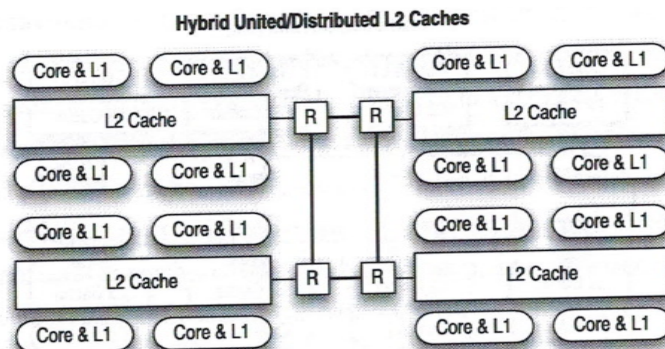 Hybrid United/Distributed L2 Caches
Core & L1 Core & L1 Core & L1 Core & L1
L2 Cache R R L2 Cache
Core & L1 Core & L1 Core & L1 Core & L1
Core & L1 Core & L1 Core & L1 Core & L1
L2 Cache R R L2 Cache
Core & L1 Core & L1 Core & L1 Core & L1